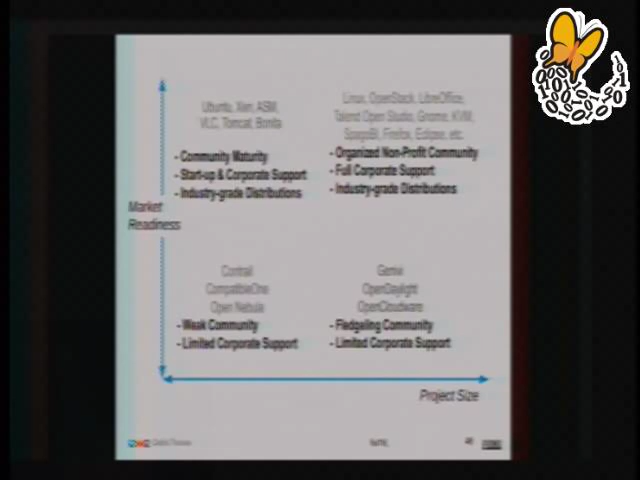 Ubuntu, Xen, ASM,
VLC, Tomcat, Bonita
- Community Maturity
- Start-up & Corporate Support
- Industry-grade Distributions
Linux, OpenStack, LibreOffice,
Talend Open Studio, Gnome, KVM,
SpagoBI, Firefox, Eclipse, etc.
- Organized Non-Profit Community
- Full Corporate Support
- Industry-grade Distributions
Market
Readiness
Contrail
CompatibleOne
Open Nebula
- Weak Community
- Limited Corporate Support
Genivi
OpenDaylight
OpenCloudware
- Fledgeling Community
- Limited Corporate Support
Project Size